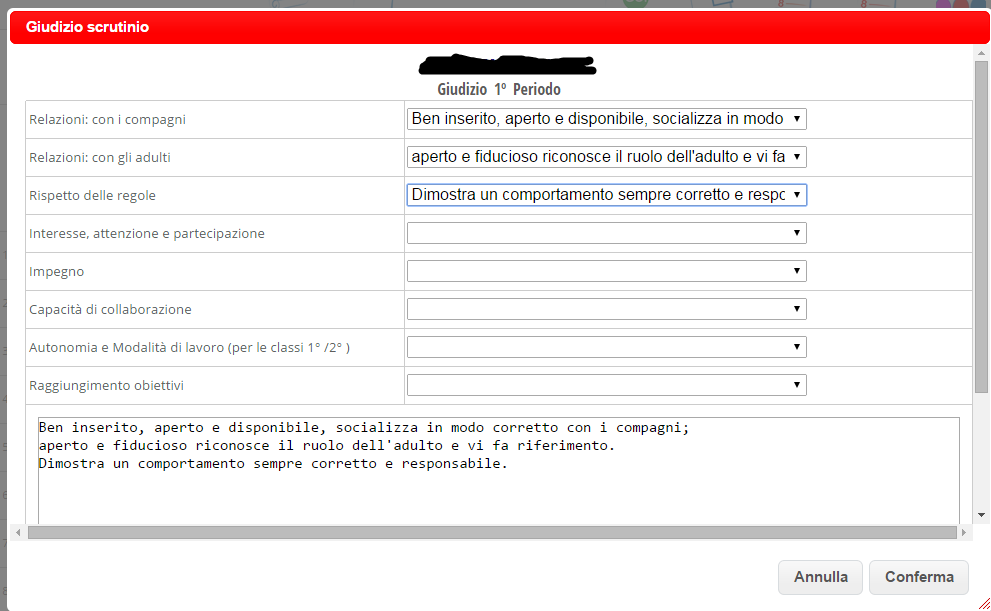 Giudizio scrutinio
Giudizio 1° Periodo
Relazioni: con i compagni
Ben inserito, aperto e disponibile, socializza in modo
Relazioni: con gli adulti
aperto e fiducioso riconosce il ruolo dell'adulto e vi fa
Rispetto delle regole
Dimostra un comportamento sempre corretto e respo
Interesse, attenzione e partecipazione
Impegno
Capacità di collaborazione
Autonomia e Modalità di lavoro (per le classi 1° /2° )
Raggiungimento obiettivi
Ben inserito, aperto e disponibile, socializza in modo corretto con i compagni;
aperto e fiducioso riconosce il ruolo dell'adulto e vi fa riferimento.
Dimostra un comportamento sempre corretto e responsabile.
Annulla
Conferma